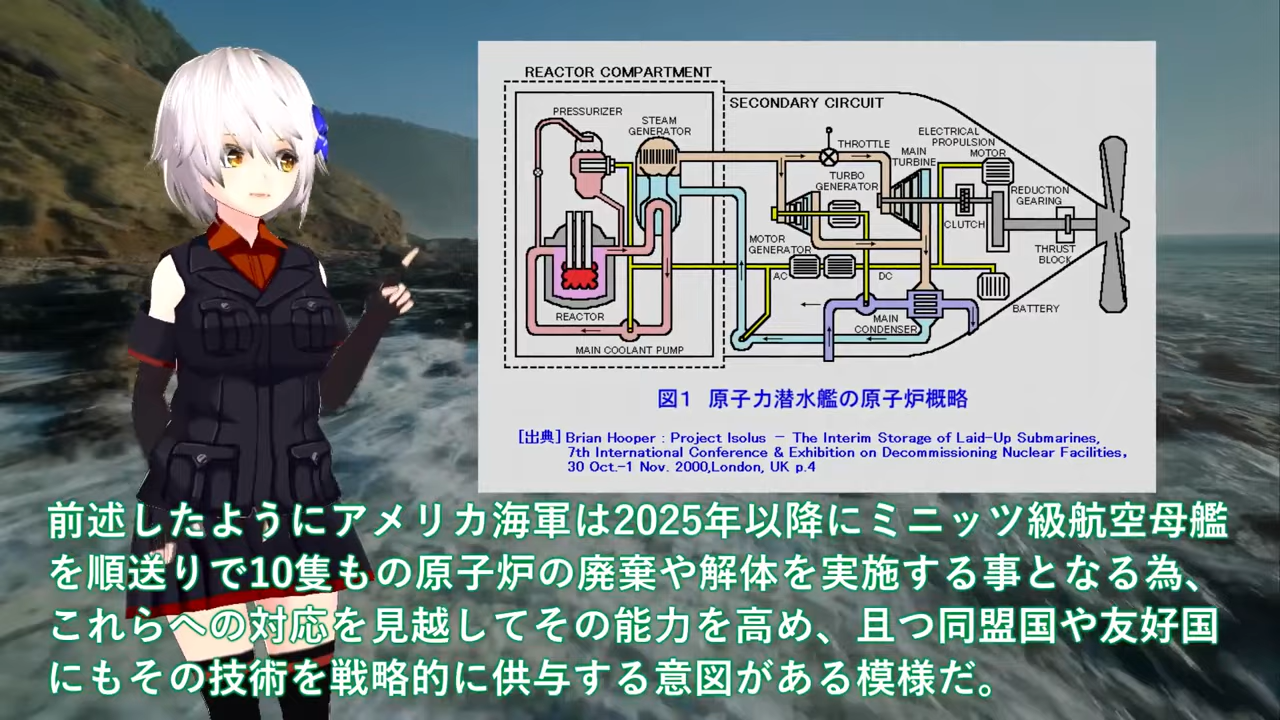 REACTOR COMPARTMENT
SECONDARY CIRCUIT
PRESSURIZER
STEAM
GENERATOR
THROTTLE
ELECTRICAL
PROPULSION
MOTOR
MAIN
TURBINE
TURBO
GENERATOR
REDUCTION
GEARING
CLUTCH
MOTOR
GENERATOR
THRUST
BLOCK
AC
DC
BATTERY
REACTOR
MAIN
CONDENSER
MAIN COOLANT PUMP
図1 原子力潜水艦の原子炉概略
[出典] Brian Hooper : Project Isolus － The Interim Storage of Laid-Up Submarines,
7th International Conference & Exhibition on Decommissioning Nuclear Facilities,
30 Oct.-1 Nov. 2000,London, UK p.4
前述したようにアメリカ海軍は2025年以降にミニッツ級航空母艦
を順送りで10隻もの原子炉の廃棄や解体を実施する事となる為、
これらへの対応を見越してその能力を高め、且つ同盟国や友好国
にもその技術を戦略的に供与する意図がある模様だ。